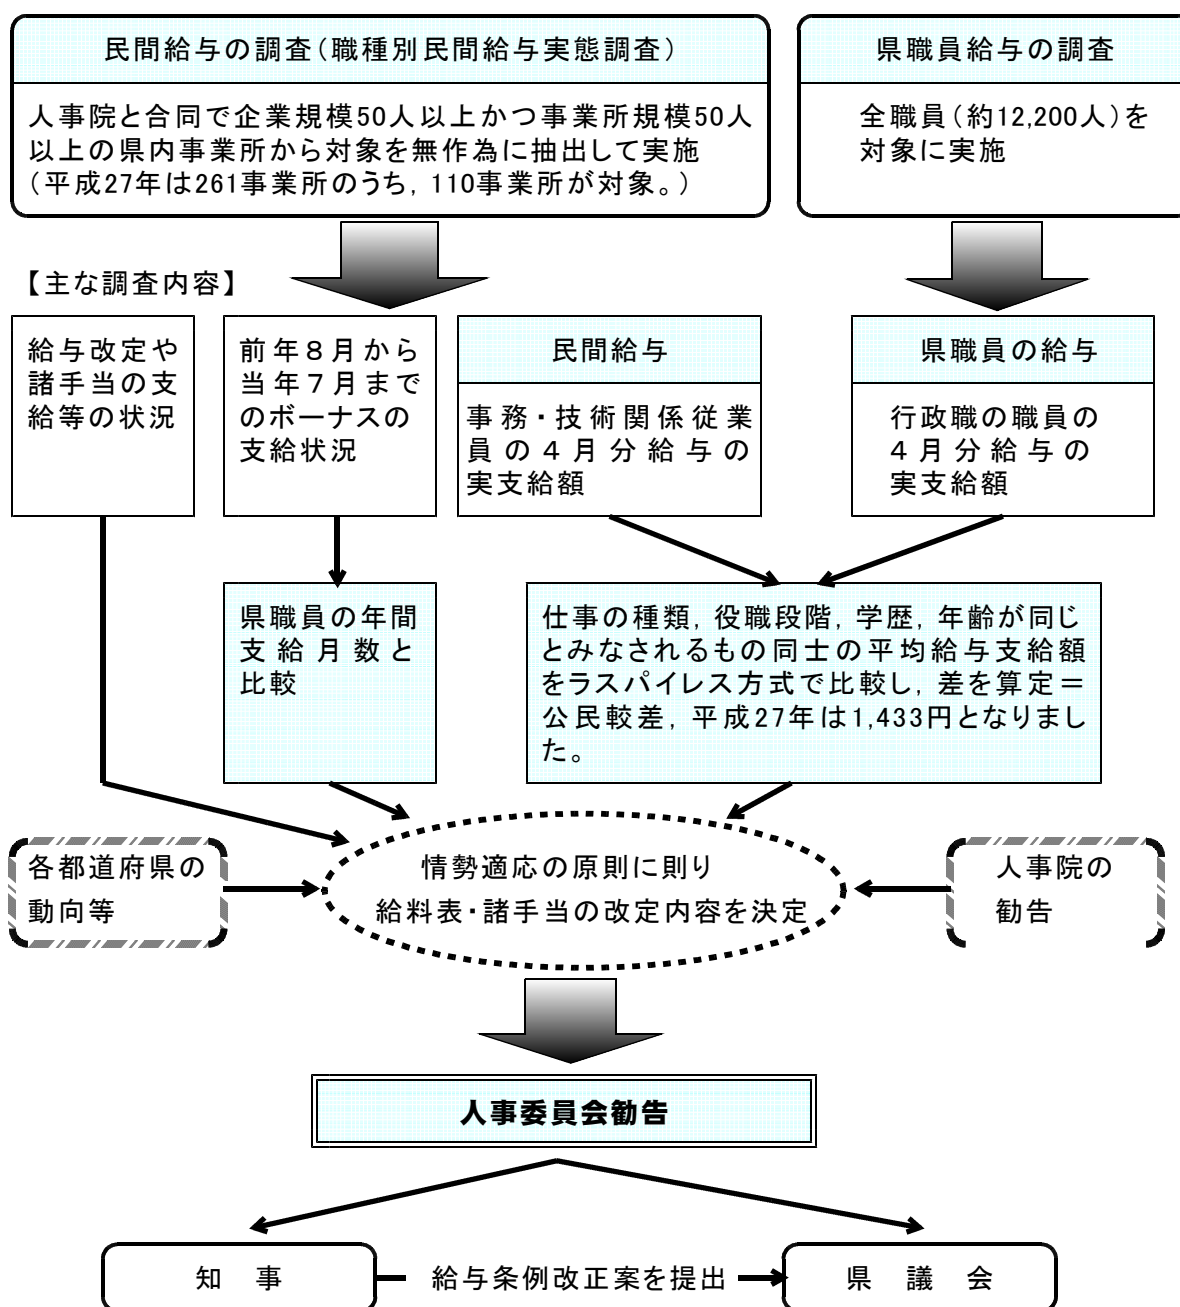 民間給与の調査（職種別民間給与実態調査）
人事院と合同で企業規模50人以上かつ事業所規模50人
以上の県内事業所から対象を無作為に抽出して実施
（平成27年は261事業所のうち，110事業所が対象。）
県職員給与の調査
全職員（約12,200人）を
対象に実施
【主な調査内容】
給与改定や
諸手当の支
給等の状況
前年８月から
当年７月まで
のボーナスの
支給状況
民間給与
事務・技術関係従業
員の４月分給与の
実支給額
県職員の給与
行政職の職員の
４月分給与の
実支給額
県職員の年間
支給月数と
比較
仕事の種類，役職段階，学歴，年齢が同じ
とみなされるもの同士の平均給与支給額
をラスパイレス方式で比較し，差を算定＝
公民較差，平成27年は1,433円となりまし
た。
各都道府県の
動向等
情勢適応の原則に則り
給料表・諸手当の改定内容を決定
人事院の
勧告
人事委員会勧告
知　事
給与条例改正案を提出
県　議　会